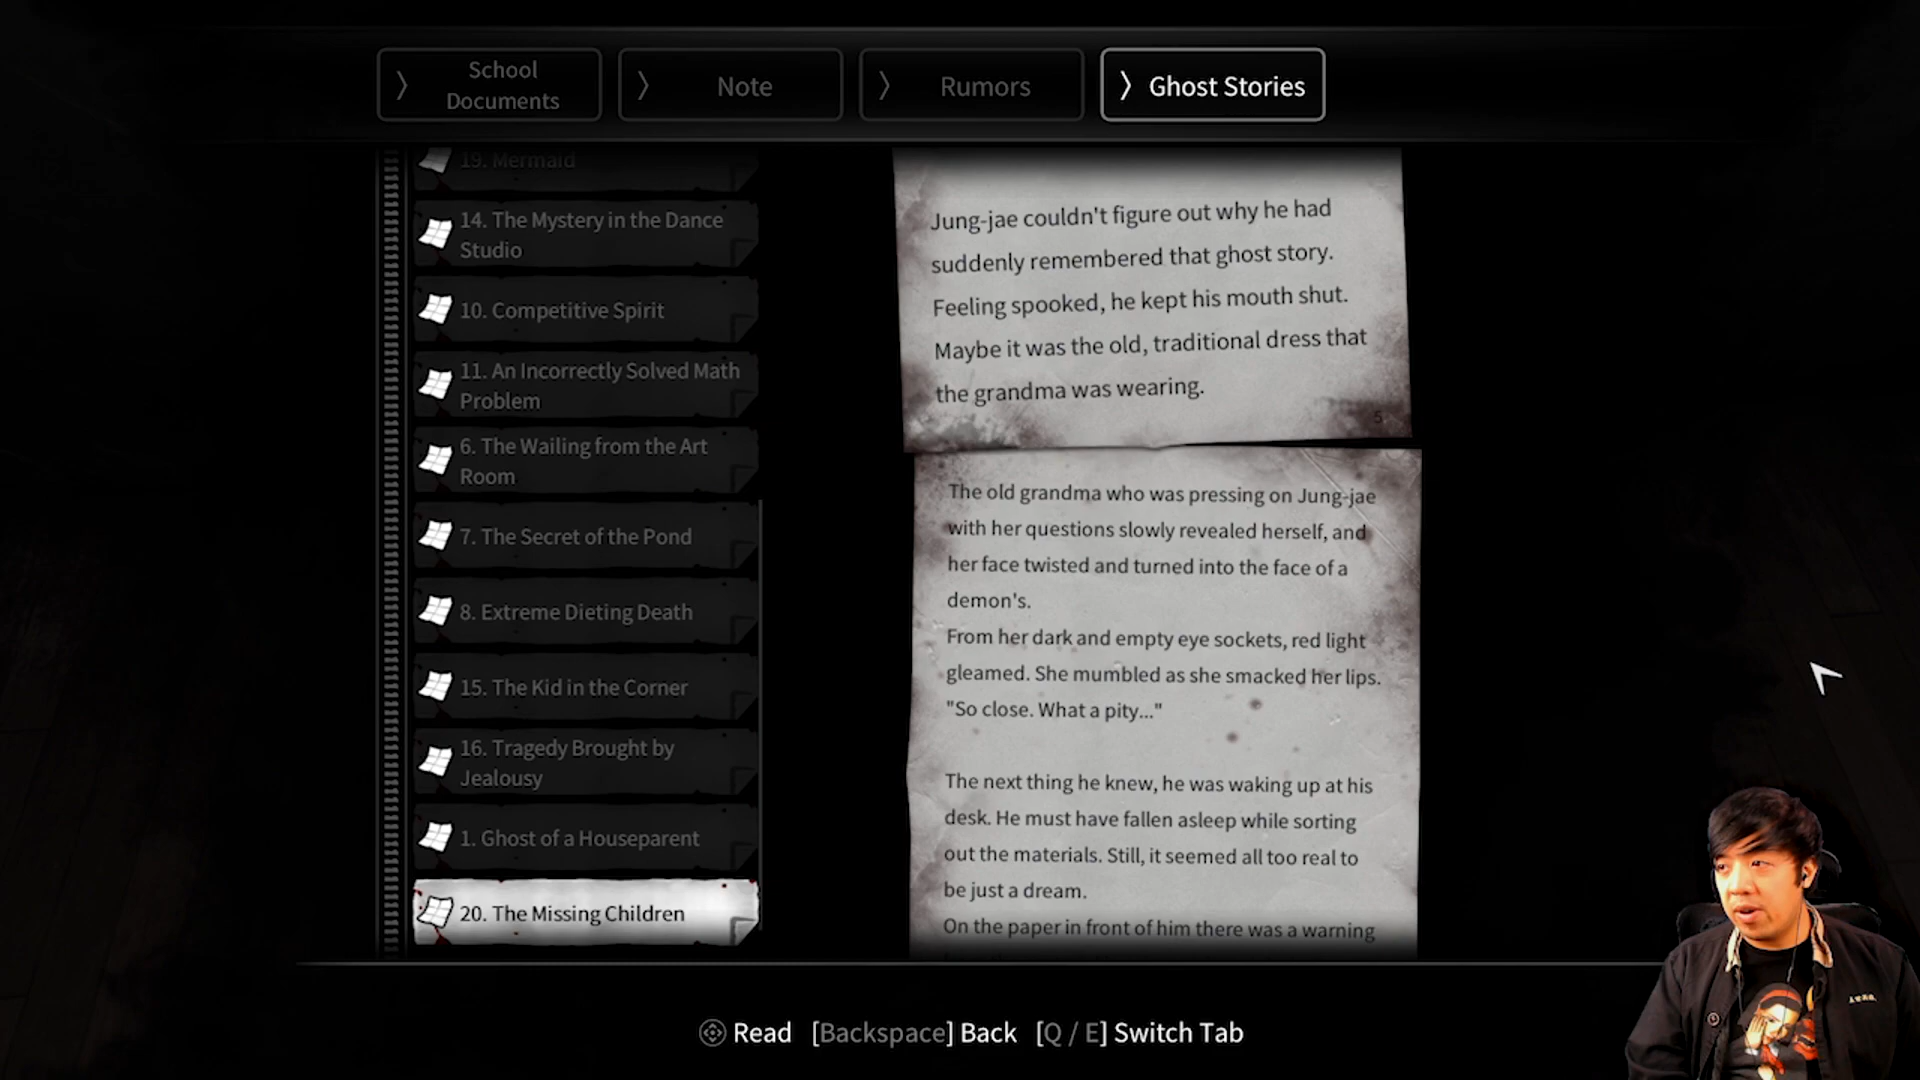 School
Documents
Note
Rumors
Ghost Stories
19. Mermaid
14. The Mystery in the Dance
Studio
10. Competitive Spirit
11. An Incorrectly Solved Math
Problem
6. The Wailing from the Art
Room
7. The Secret of the Pond
8. Extreme Dieting Death
15. The Kid in the Corner
16. Tragedy Brought by
Jealousy
1. Ghost of a Houseparent
20. The Missing Children
Jung-jae couldn't figure out why he had
suddenly remembered that ghost story.
Feeling spooked, he kept his mouth shut.
Maybe it was the old, traditional dress that
the grandma was wearing.
5
The old grandma who was pressing on Jung-jae
with her questions slowly revealed herself, and
her face twisted and turned into the face of a
demon's.
From her dark and empty eye sockets, red light
gleamed. She mumbled as she smacked her lips.
"So close. What a pity..."
The next thing he knew, he was waking up at his
desk. He must have fallen asleep while sorting
out the materials. Still, it seemed all too real to
be just a dream.
On the paper in front of him there was a warning
Read [Backspace] Back [Q / E] Switch Tab